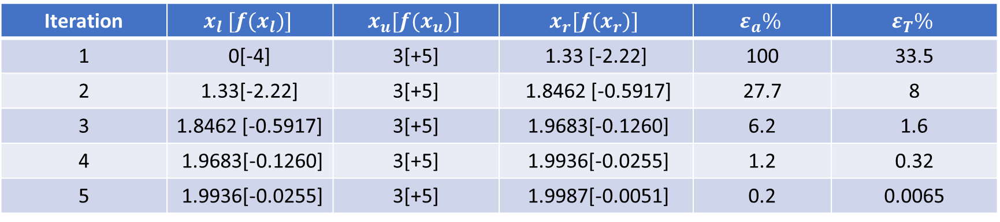 Iteration x_l [f(x_l)] x_u[f(x_u)] x_r[f(x_r)] ε_a% ε_T%
1 0[-4] 3[+5] 1.33 [-2.22] 100 33.5
2 1.33[-2.22] 3[+5] 1.8462 [-0.5917] 27.7 8
3 1.8462 [-0.5917] 3[+5] 1.9683[-0.1260] 6.2 1.6
4 1.9683[-0.1260] 3[+5] 1.9936[-0.0255] 1.2 0.32
5 1.9936[-0.0255] 3[+5] 1.9987[-0.0051] 0.2 0.0065